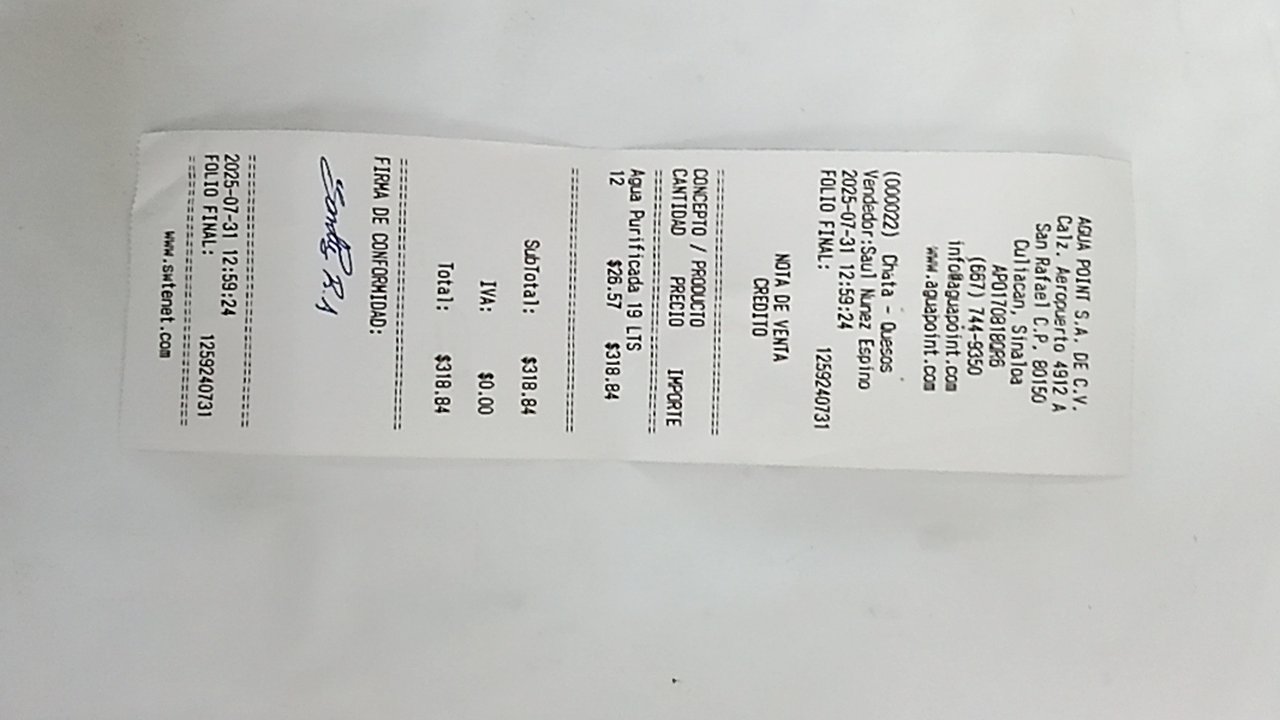 AGUA POINT S.A. DE C.V.
Calz. Aeropuerto 4912 A
San Rafael C.P. 80150
Culiacan, Sinaloa
APO170818QR6
(667) 744-9350
info@aguapoint.com
www.aguapoint.com
(000022) Chata - Quesos
Vendedor:Saul Nunez Espino
2025-07-31 12:59:24
FOLIO FINAL: 1259240731
NOTA DE VENTA
CREDITO
CONCEPTO / PRODUCTO
CANTIDAD PRECIO IMPORTE
Agua Purificada 19 LTS
12 $26.57 $318.84
SubTotal: $318.84
IVA: $0.00
Total: $318.84
FIRMA DE CONFORMIDAD:
2025-07-31 12:59:24
FOLIO FINAL: 1259240731
www.swtenet.com